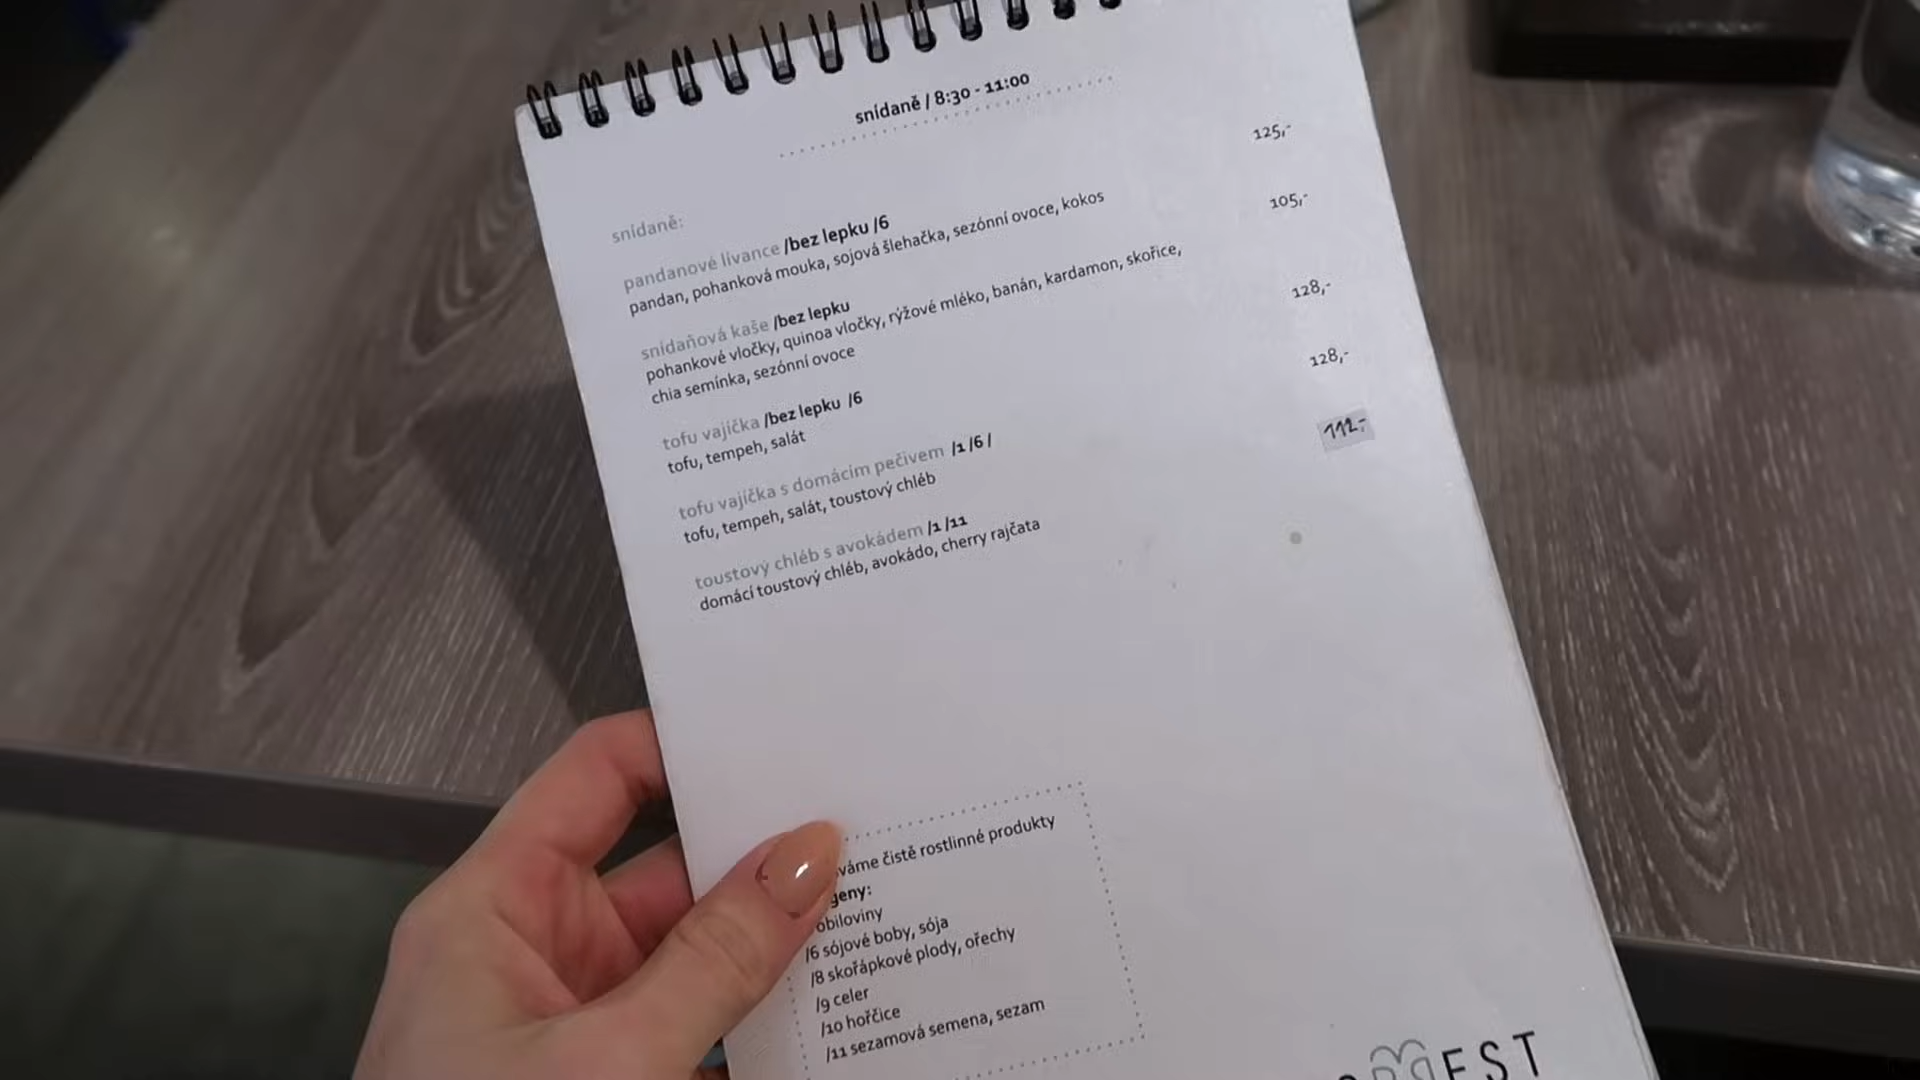 snídaně / 8:30 - 11:00
snídaně:
pandanové lívance /bez lepku /6 125,-
pandan, pohanková mouka, sojová šlehačka, sezónní ovoce, kokos
snídaňová kaše /bez lepku 105,-
pohankové vločky, quinoa vločky, rýžové mléko, banán, kardamon, skořice,
chia semínka, sezónní ovoce
tofu vajíčka /bez lepku /6 128,-
tofu, tempeh, salát
tofu vajíčka s domácím pečivem /1 /6 / 128,-
tofu, tempeh, salát, toustový chléb
toustový chléb s avokádem /1 /11 112,-
domácí toustový chléb, avokádo, cherry rajčata
čistě rostlinné produkty
obiloviny
/6 sójové boby, sója
/8 skořápkové plody, ořechy
/9 celer
/10 hořčice
/11 sezamová semena, sezam